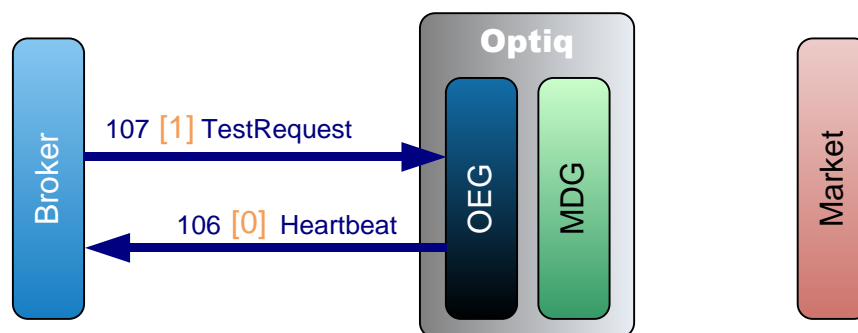 Optiq
Broker
107 [1] TestRequest
106 [0] Heartbeat
OEG
MDG
Market